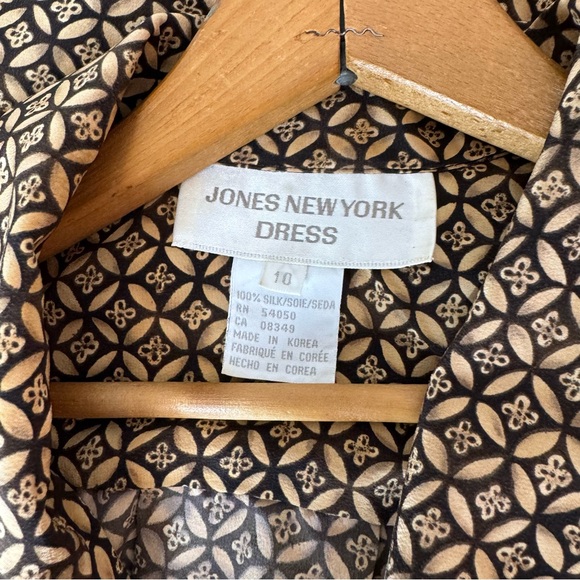 JONES NEW YORK
DRESS
10
100% SILK/SOIE/SEDA
RN 54050
CA 08349
MADE IN KOREA
FABRIQUÉ EN CORÉE
HECHO EN COREA